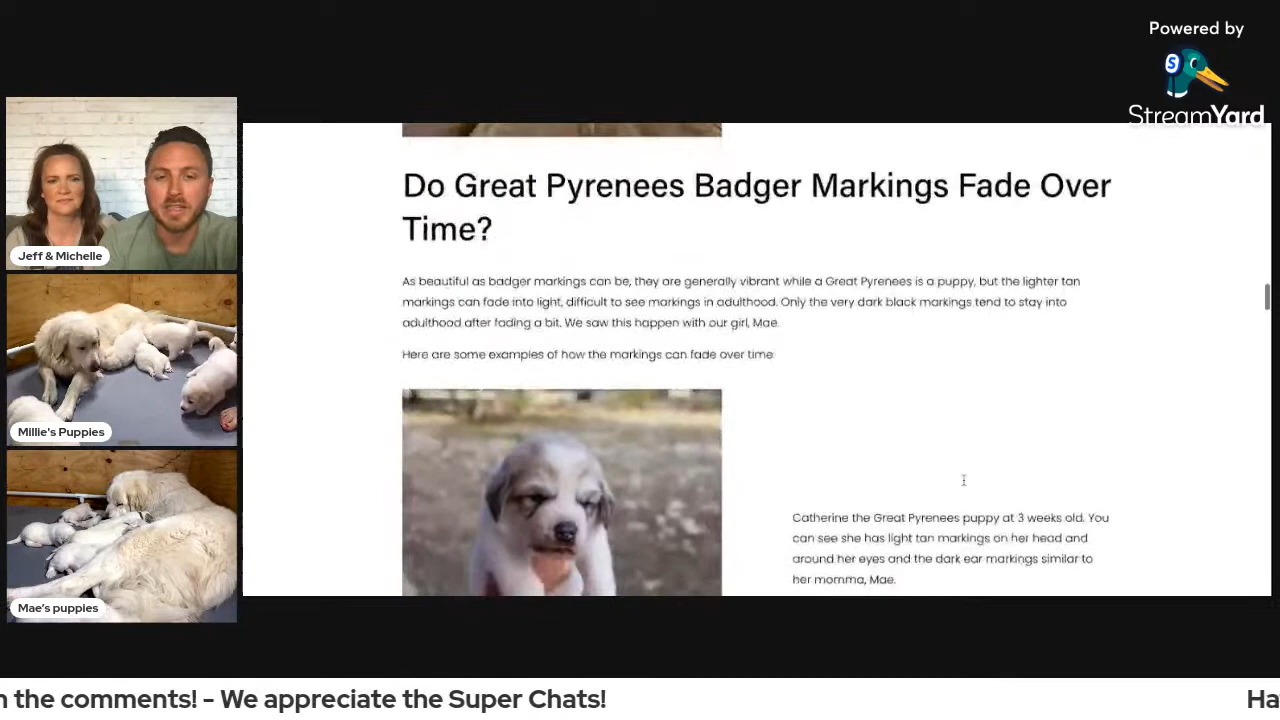 Powered by
S
StreamYard
Jeff & Michelle
Millie's Puppies
Mae's puppies
Do Great Pyrenees Badger Markings Fade Over
Time?
As beautiful as badger markings can be, they are generally vibrant while a Great Pyrenees is a puppy, but the lighter tan
markings can fade into light, difficult to see markings in adulthood. Only the very dark black markings tend to stay into
adulthood after fading a bit. We saw this happen with our girl, Mae.
Here are some examples of how the markings can fade over time
Catherine the Great Pyrenees puppy at 3 weeks old. You
can see she has light tan markings on her head and
around her eyes and the dark ear markings similar to
her momma, Mae.
n the comments! - We appreciate the Super Chats!
Ha